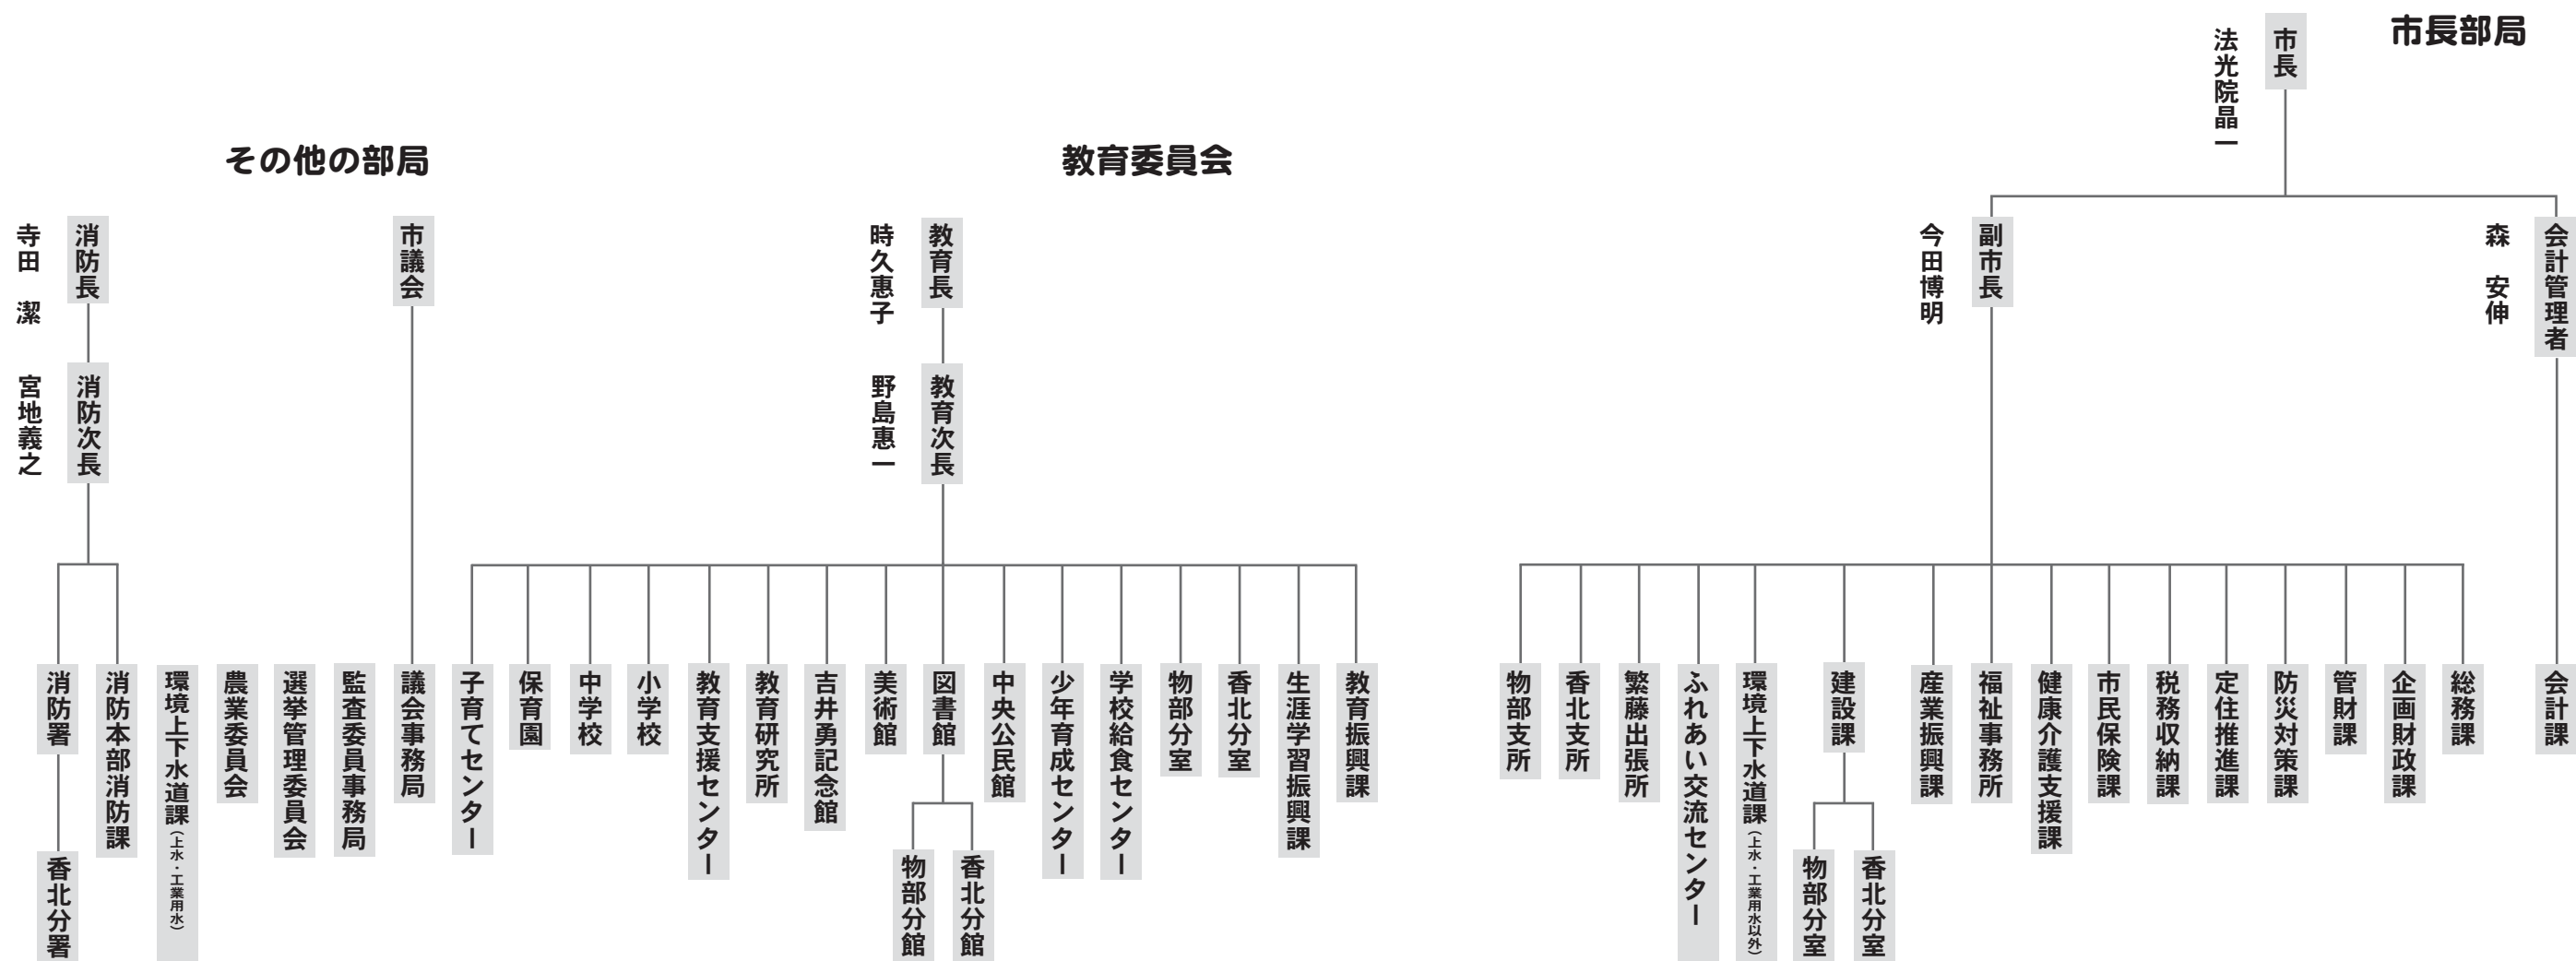 市長部局
市長
法光院晶一
会計管理者
森　安伸
副市長
今田博明
会計課
総務課
企画財政課
管財課
防災対策課
定住推進課
税務収納課
市民保険課
健康介護支援課
福祉事務所
産業振興課
建設課
香北分室
物部分室
環境上下水道課（上水・工業用水以外）
ふれあい交流センター
繁藤出張所
香北支所
物部支所
教育委員会
教育長
時久惠子
教育次長
野島惠一
教育振興課
生涯学習振興課
香北分室
物部分室
学校給食センター
少年育成センター
中央公民館
図書館
香北分館
物部分館
美術館
吉井勇記念館
教育研究所
教育支援センター
小学校
中学校
保育園
子育てセンター
その他の部局
市議会
議会事務局
監査委員事務局
選挙管理委員会
農業委員会
環境上下水道課（上水・工業用水）
消防長
寺田　潔
消防次長
宮地義之
消防本部消防課
消防署
香北分署